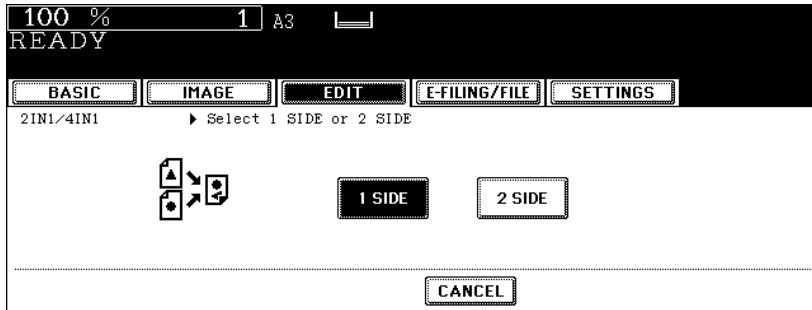 100 % 1 A3
READY
BASIC IMAGE EDIT E-FILING/FILE SETTINGS
2IN1/4IN1 Select 1 SIDE or 2 SIDE
1 SIDE 2 SIDE
CANCEL